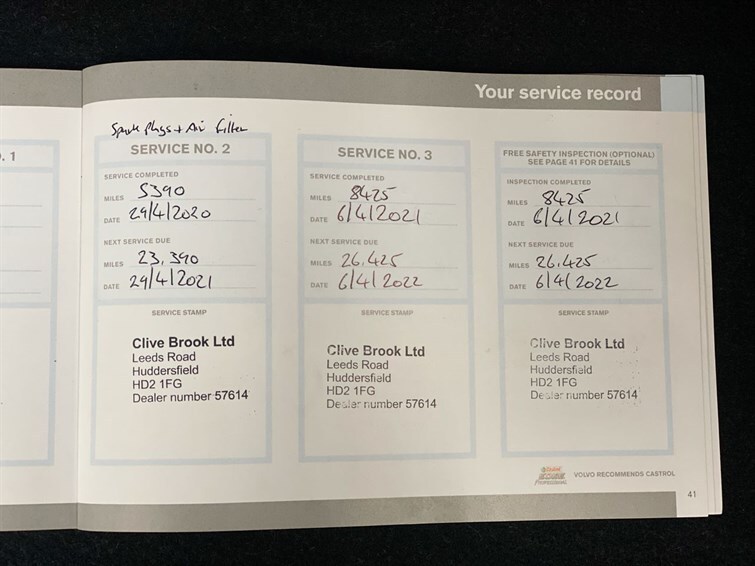 Your service record
. 1
Spark Plugs + Air Filter
SERVICE NO. 2
SERVICE COMPLETED
MILES 5390
DATE 29/4/2020
NEXT SERVICE DUE
MILES 23,390
DATE 29/4/2021
SERVICE STAMP
Clive Brook Ltd
Leeds Road
Huddersfield
HD2 1FG
Dealer number 57614
SERVICE NO. 3
SERVICE COMPLETED
MILES 8425
DATE 6/4/2021
NEXT SERVICE DUE
MILES 26,425
DATE 6/4/2022
SERVICE STAMP
Clive Brook Ltd
Leeds Road
Huddersfield
HD2 1FG
Dealer number 57614
FREE SAFETY INSPECTION (OPTIONAL)
SEE PAGE 41 FOR DETAILS
INSPECTION COMPLETED
MILES 8425
DATE 6/4/2021
NEXT SERVICE DUE
MILES 26,425
DATE 6/4/2022
SERVICE STAMP
Clive Brook Ltd
Leeds Road
Huddersfield
HD2 1FG
Dealer number 57614
Castrol
EDGE
PROFESSIONAL
VOLVO RECOMMENDS CASTROL
41